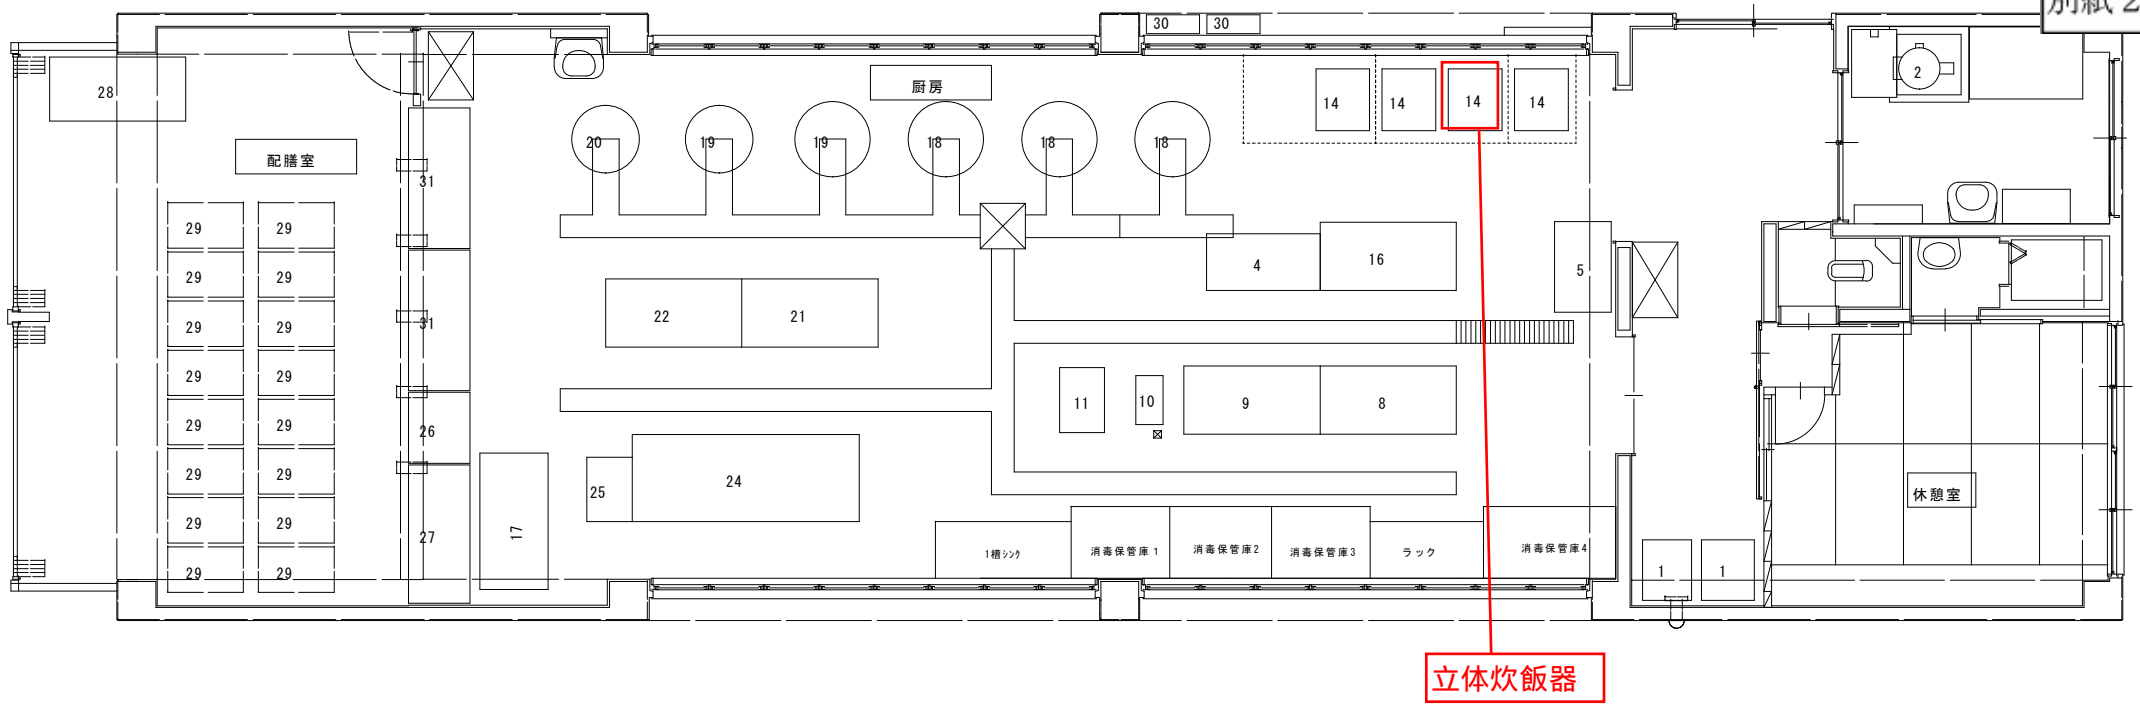 別紙2
30 30
28
厨房
2
14 14 14 14
20 19 19 18 18 18
配膳室
31
29 29
4 16 5
29 29
22 21
31
29 29
29 29
11 10 9 8
29 29
26
29 29
25 24
休憩室
29 29
27
17
1槽シンク
消毒保管庫1
消毒保管庫2
消毒保管庫3
ラック
消毒保管庫4
29 29
1 1
立体炊飯器